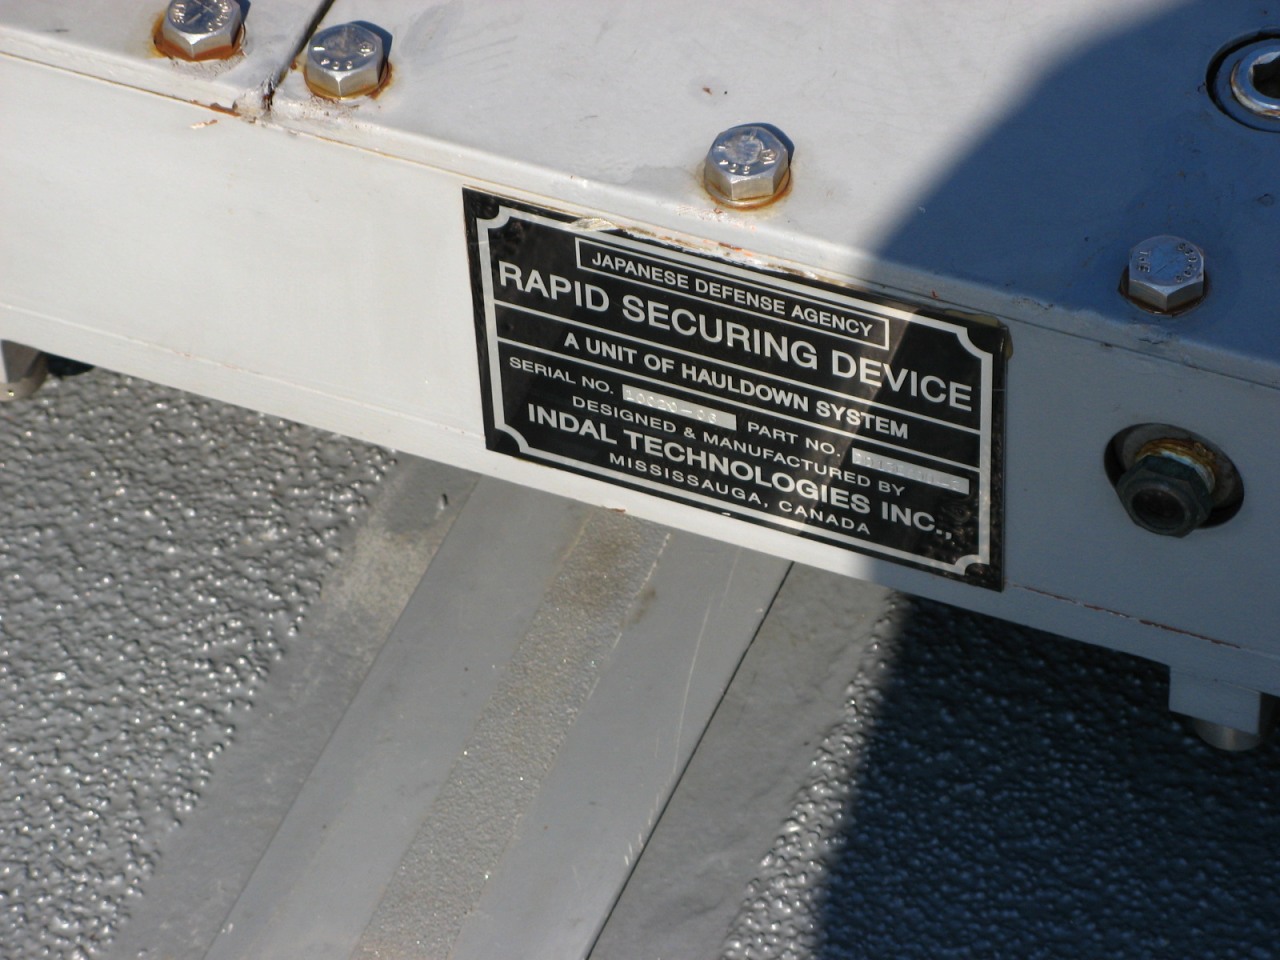 JAPANESE DEFENSE AGENCY
RAPID SECURING DEVICE
A UNIT OF HAULDOWN SYSTEM
SERIAL NO. PART NO.
DESIGNED & MANUFACTURED BY
INDAL TECHNOLOGIES INC.,
MISSISSAUGA, CANADA